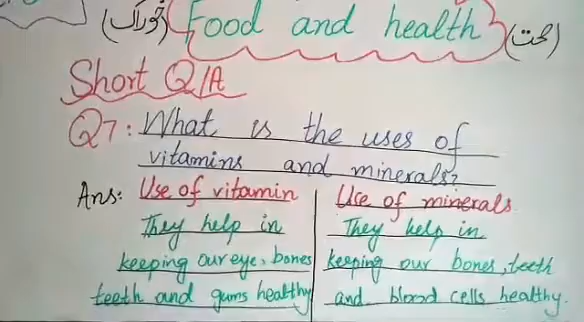 (خوراک) Food and health (صحت)
Short Q/A
Q7: What is the uses of
vitamins and minerals?
Ans: Use of vitamin
They help in
keeping our eye, bones
teeth and gums healthy
Use of minerals
They help in
keeping our bones, teeth
and blood cells healthy.